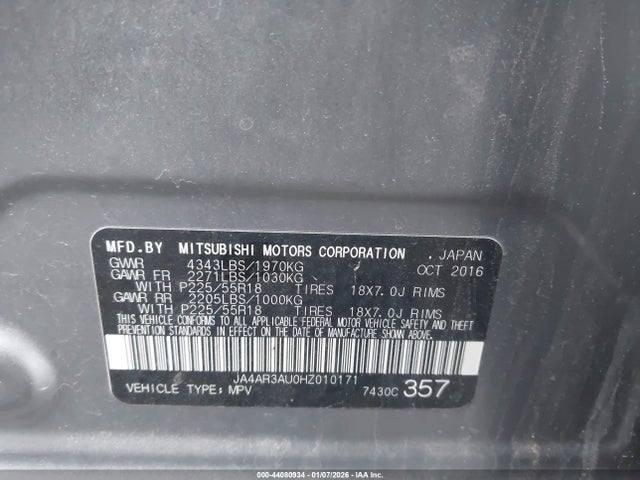 MFD.BY MITSUBISHI MOTORS CORPORATION . JAPAN
GVWR 4343LBS/1970KG OCT 2016
GAWR FR 2271LBS/1030KG
WITH P225/55R18 TIRES 18X7.0J RIMS
GAWR RR 2205LBS/1000KG
WITH P225/55R18 TIRES 18X7.0J RIMS
THIS VEHICLE CONFORMS TO ALL APPLICABLE FEDERAL MOTOR VEHICLE SAFETY AND
THEFT PREVENTION STANDARDS IN EFFECT ON THE DATE OF MANUFACTURE SHOWN ABOVE.
JA4AR3AU0HZ010171
VEHICLE TYPE: MPV 7430C 357
000-44080934 - 01/07/2026 - IAAI INC.